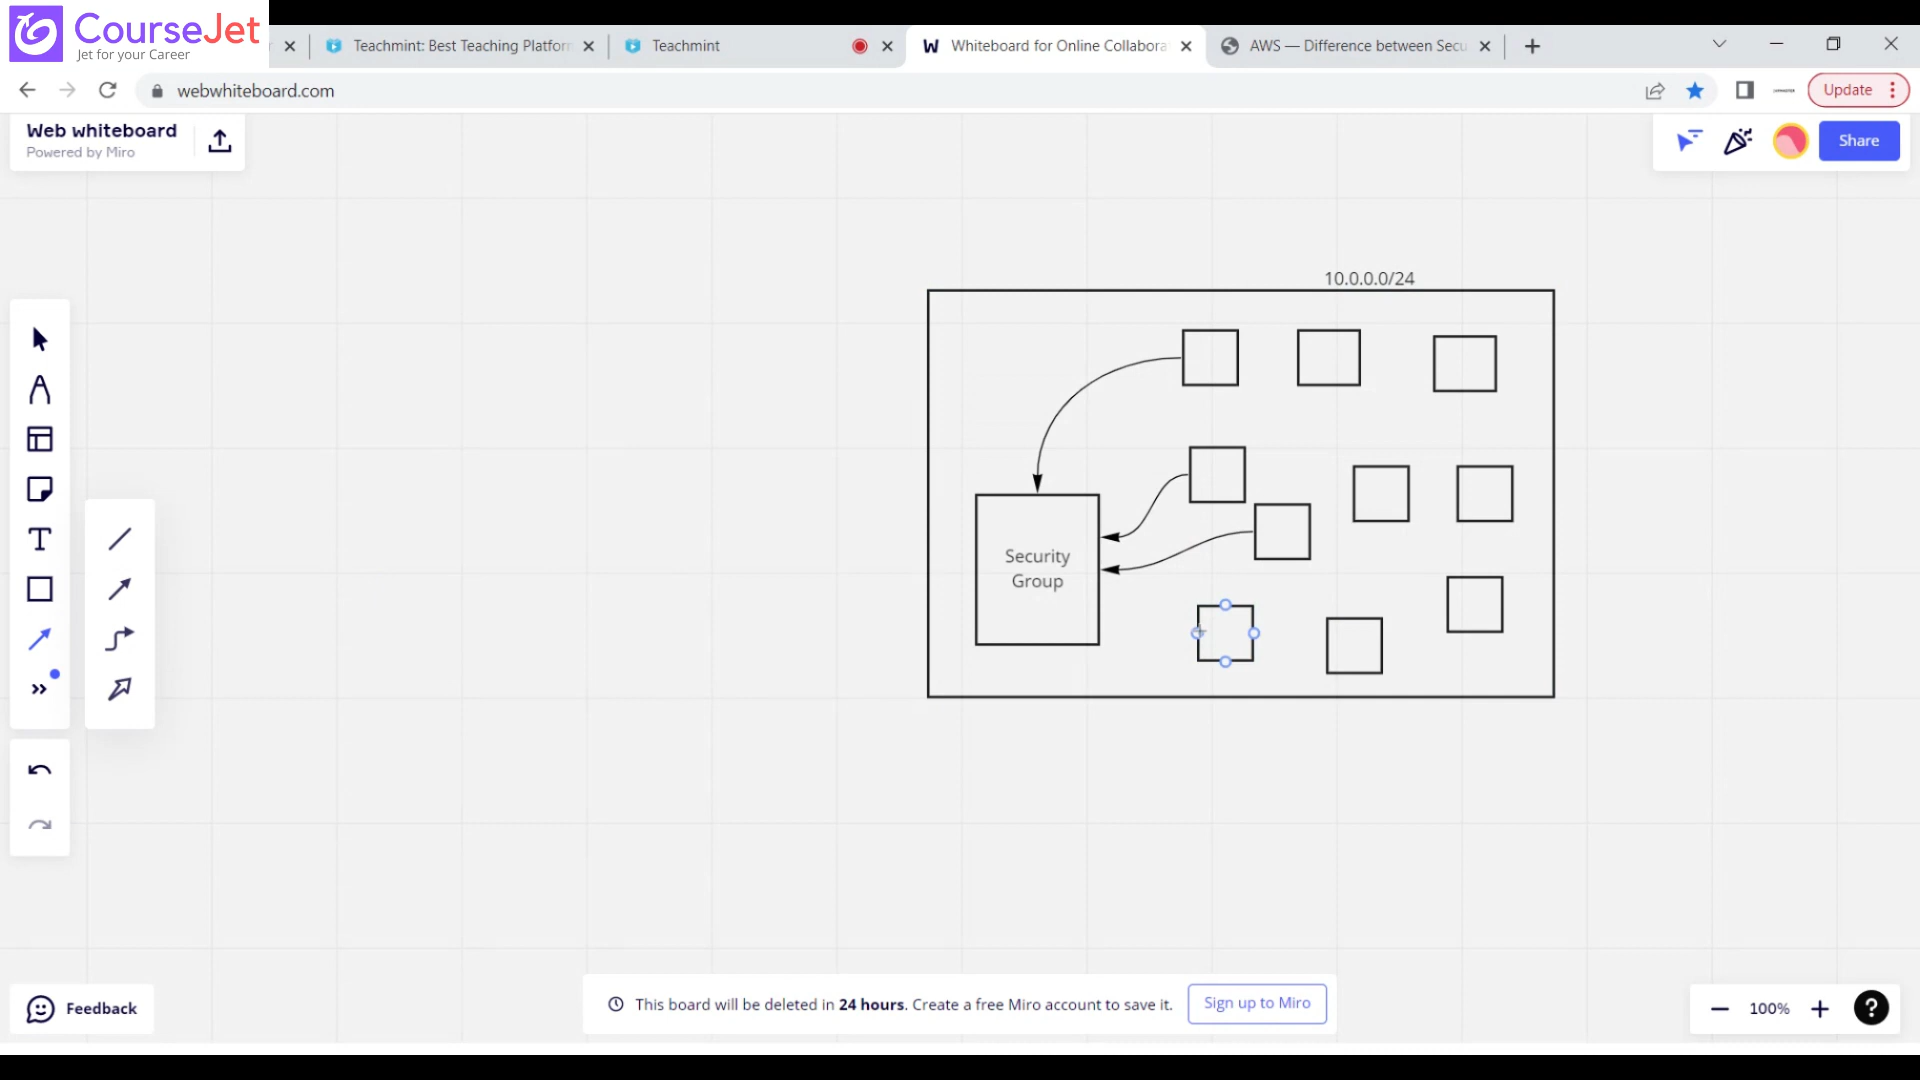 CourseJet
Jet for your Career
Teachmint: Best Teaching Platforn
Teachmint
Whiteboard for Online Collabora
AWS — Difference between Secu
webwhiteboard.com
Update
Web whiteboard
Powered by Miro
Share
10.0.0.0/24
Security
Group
Feedback
This board will be deleted in 24 hours. Create a free Miro account to save it.
Sign up to Miro
100%